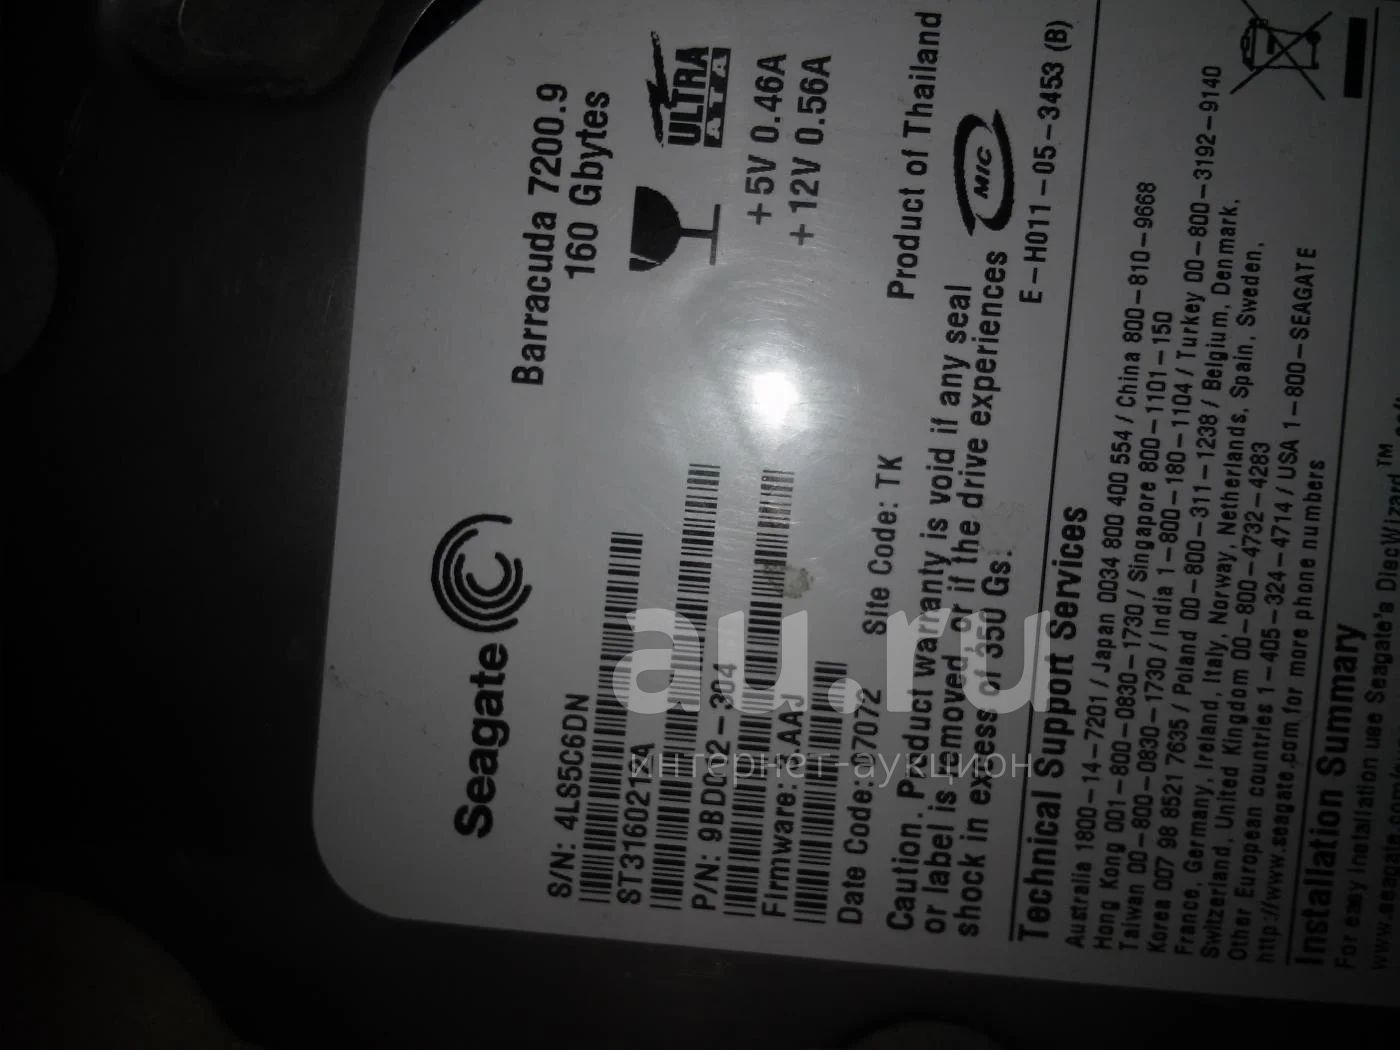 Seagate
Barracuda 7200.9
160 Gbytes
S/N: 4LS5C6DN
ULTRA
ATA
P/N: 9BD
Firmware: 3.AAJ
+5V 0.46A
+12V 0.56A
Date Code: 07072
Site Code: TK
Product of Thailand
Caution. Product warranty is void if any seal
or label is removed, or if the drive experiences
shock in excess of 350 Gs.
MIC
E-H011-05-3453 (B)
Technical Support Services
Australia 1800-14-7201 / Japan 0034 800 400 554 / China 800-810-9668
Hong Kong 001-800-0830-1730 / Singapore 800-1101-150
Taiwan 00-800-0830-1730 / India 1-800-180-1104 / Turkey 00-800-3192-9140
Korea 007 98 8521 7635 / Poland 00-800-311-1238 / Belgium, Denmark,
France, Germany, Ireland, Italy, Norway, Netherlands, Spain, Sweden,
Switzerland, United Kingdom 00-800-4732-4283
Other European countries 1-405-324-4714 / USA 1-800-SEAGATE
http://www.seagate.com for more phone numbers
Installation Summary
For easy installation use Seagate's DiscWizard™
au.ru
интернет-аукцион